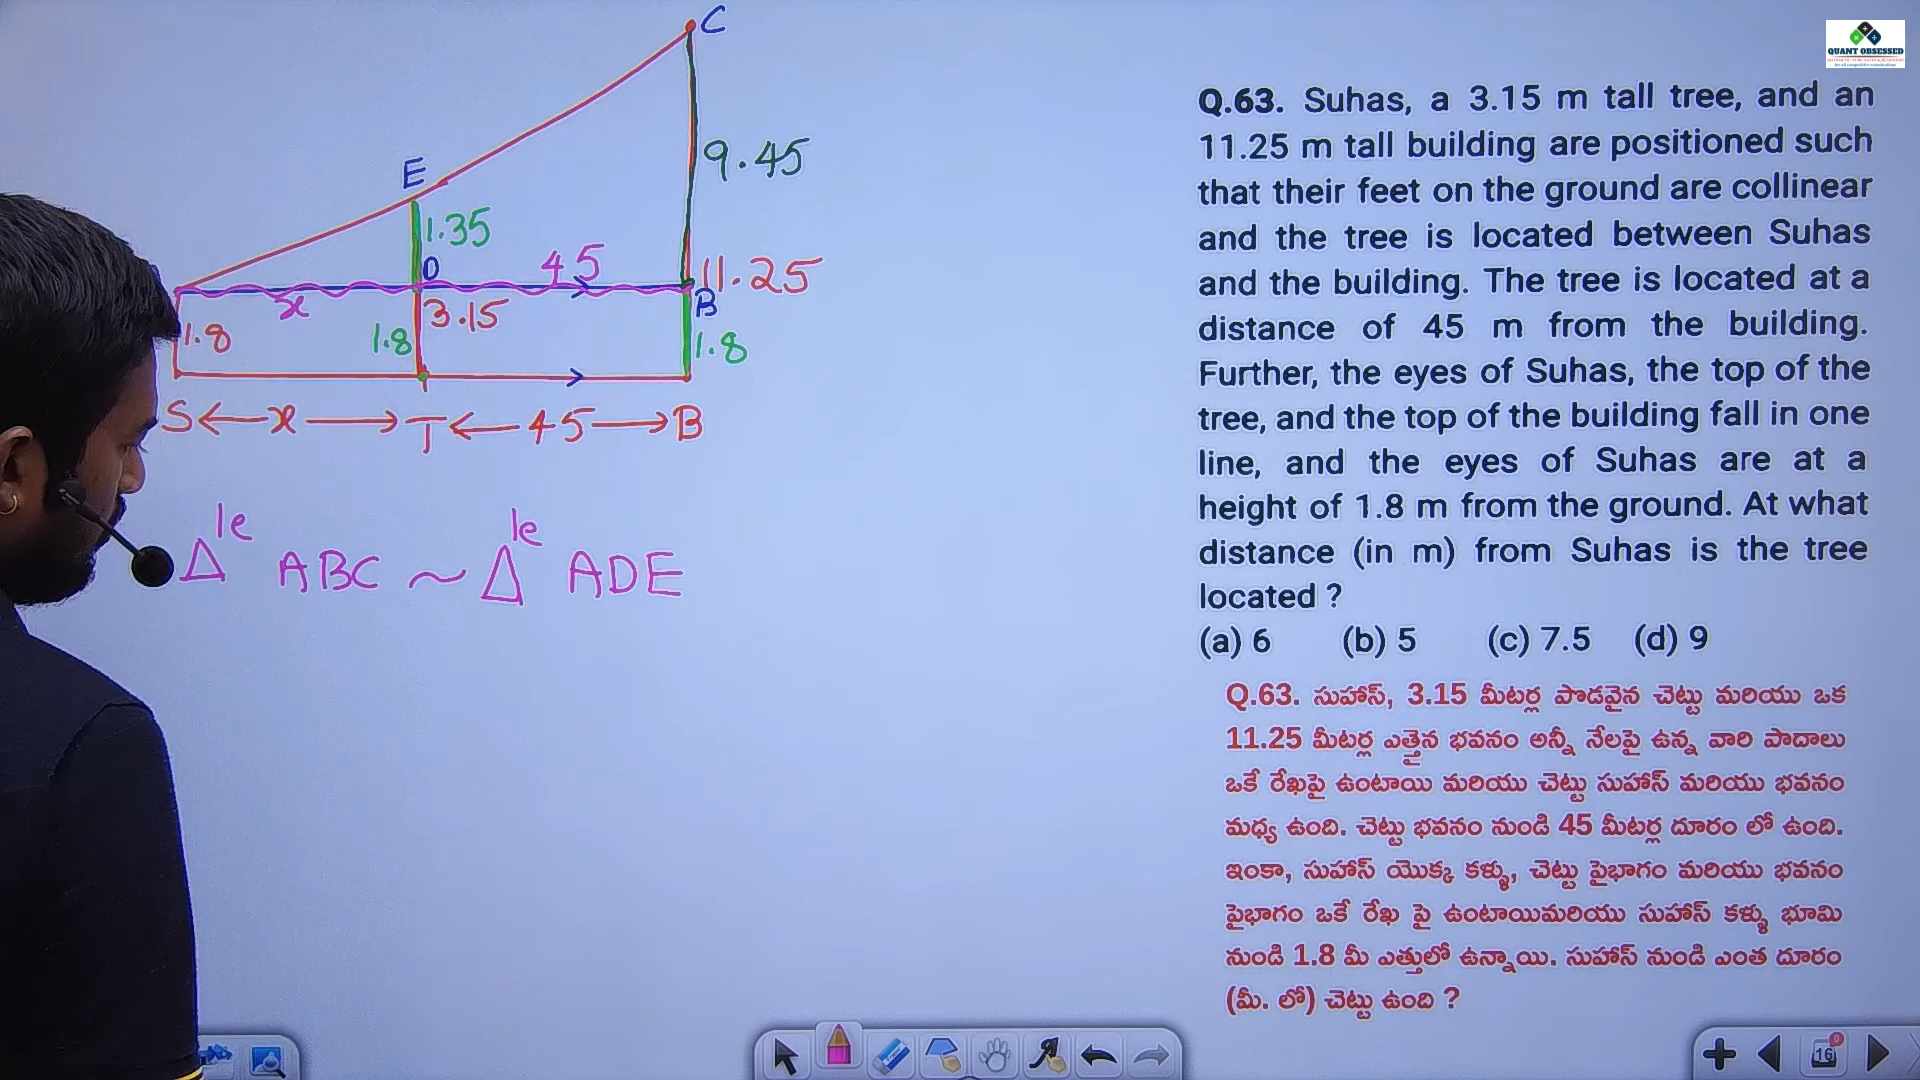 C
E
9.45
1.35
D
45
11.25
x
3.15
B
1.8
1.8
1.8
S ← x → T ← 45 → B
Δle ABC ~ Δle ADE
QUANT OBSESSED
Q.63. Suhas, a 3.15 m tall tree, and an
11.25 m tall building are positioned such
that their feet on the ground are collinear
and the tree is located between Suhas
and the building. The tree is located at a
distance of 45 m from the building.
Further, the eyes of Suhas, the top of the
tree, and the top of the building fall in one
line, and the eyes of Suhas are at a
height of 1.8 m from the ground. At what
distance (in m) from Suhas is the tree
located ?
(a) 6 (b) 5 (c) 7.5 (d) 9
Q.63. సుహాస్, 3.15 మీటర్ల పొడవైన చెట్టు మరియు ఒక
11.25 మీటర్ల ఎత్తైన భవనం అన్నీ నేలపై ఉన్న వారి పాదాలు
ఒకే రేఖపై ఉంటాయి మరియు చెట్టు సుహాస్ మరియు భవనం
మధ్య ఉంది. చెట్టు భవనం నుండి 45 మీటర్ల దూరం లో ఉంది.
ఇంకా, సుహాస్ యొక్క కళ్ళు, చెట్టు పైభాగం మరియు భవనం
పైభాగం ఒకే రేఖ పై ఉంటాయిమరియు సుహాస్ కళ్ళు భూమి
నుండి 1.8 మీ ఎత్తులో ఉన్నాయి. సుహాస్ నుండి ఎంత దూరం
(మీ. లో) చెట్టు ఉంది ?
16
0